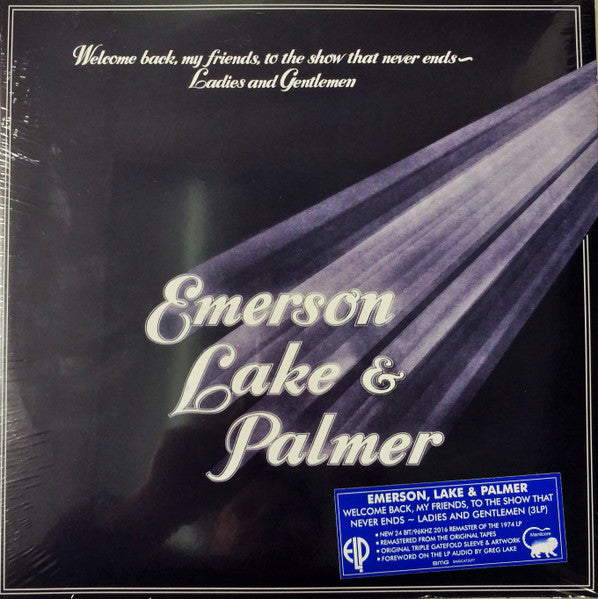 Welcome back, my friends, to the show that never ends~
Ladies and Gentlemen
Emerson
Lake &
Palmer
EMERSON, LAKE & PALMER
WELCOME BACK, MY FRIENDS, TO THE SHOW THAT
NEVER ENDS ~ LADIES AND GENTLEMEN (3LP)
• NEW 24 BIT/96KHZ 2016 REMASTER OF THE 1974 LP
• REMASTERED FROM THE ORIGINAL TAPES
• ORIGINAL TRIPLE GATEFOLD SLEEVE & ARTWORK
• FOREWORD ON THE LP AUDIO BY GREG LAKE
ELP
Manticore
BMG